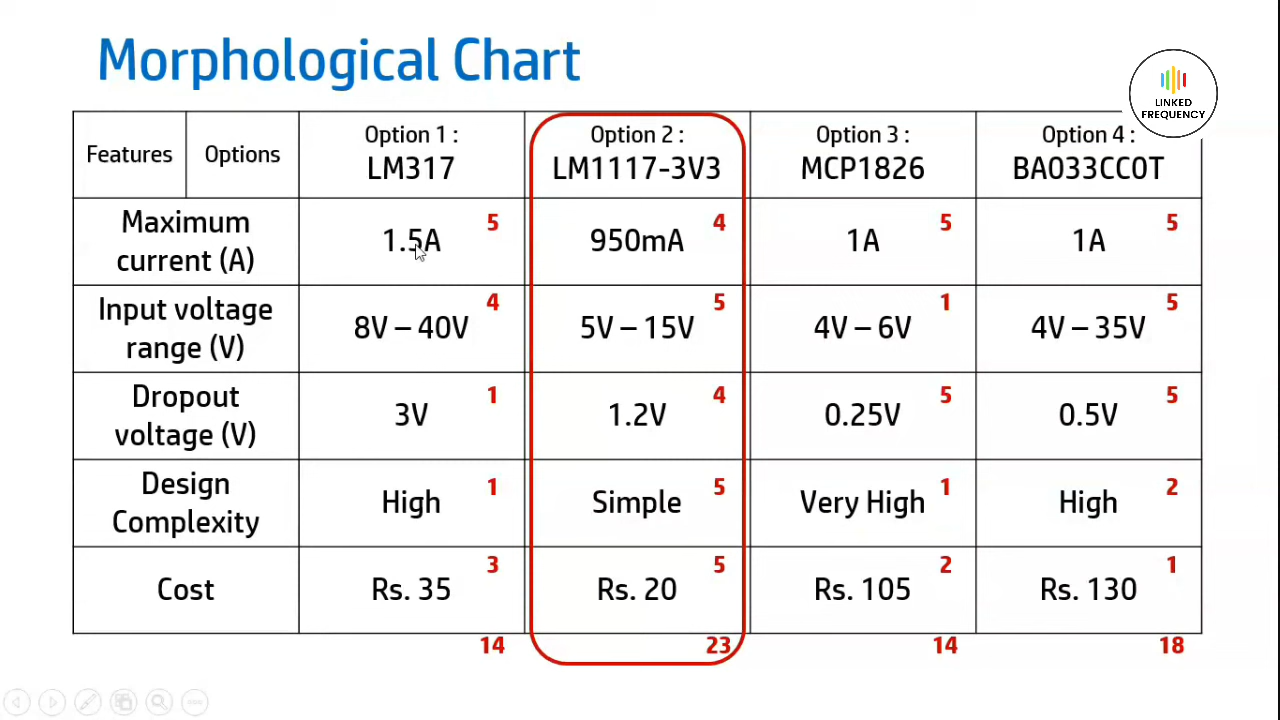 Morphological Chart
LINKED
FREQUENCY
Features
Options
Option 1 :
LM317
Option 2 :
LM1117-3V3
Option 3 :
MCP1826
Option 4 :
BA033CC0T
Maximum
current (A)
1.5A
5
950mA
4
1A
5
1A
5
Input voltage
range (V)
8V – 40V
4
5V – 15V
5
4V – 6V
1
4V – 35V
5
Dropout
voltage (V)
3V
1
1.2V
4
0.25V
5
0.5V
5
Design
Complexity
High
1
Simple
5
Very High
1
High
2
Cost
Rs. 35
3
Rs. 20
5
Rs. 105
2
Rs. 130
1
14
23
14
18